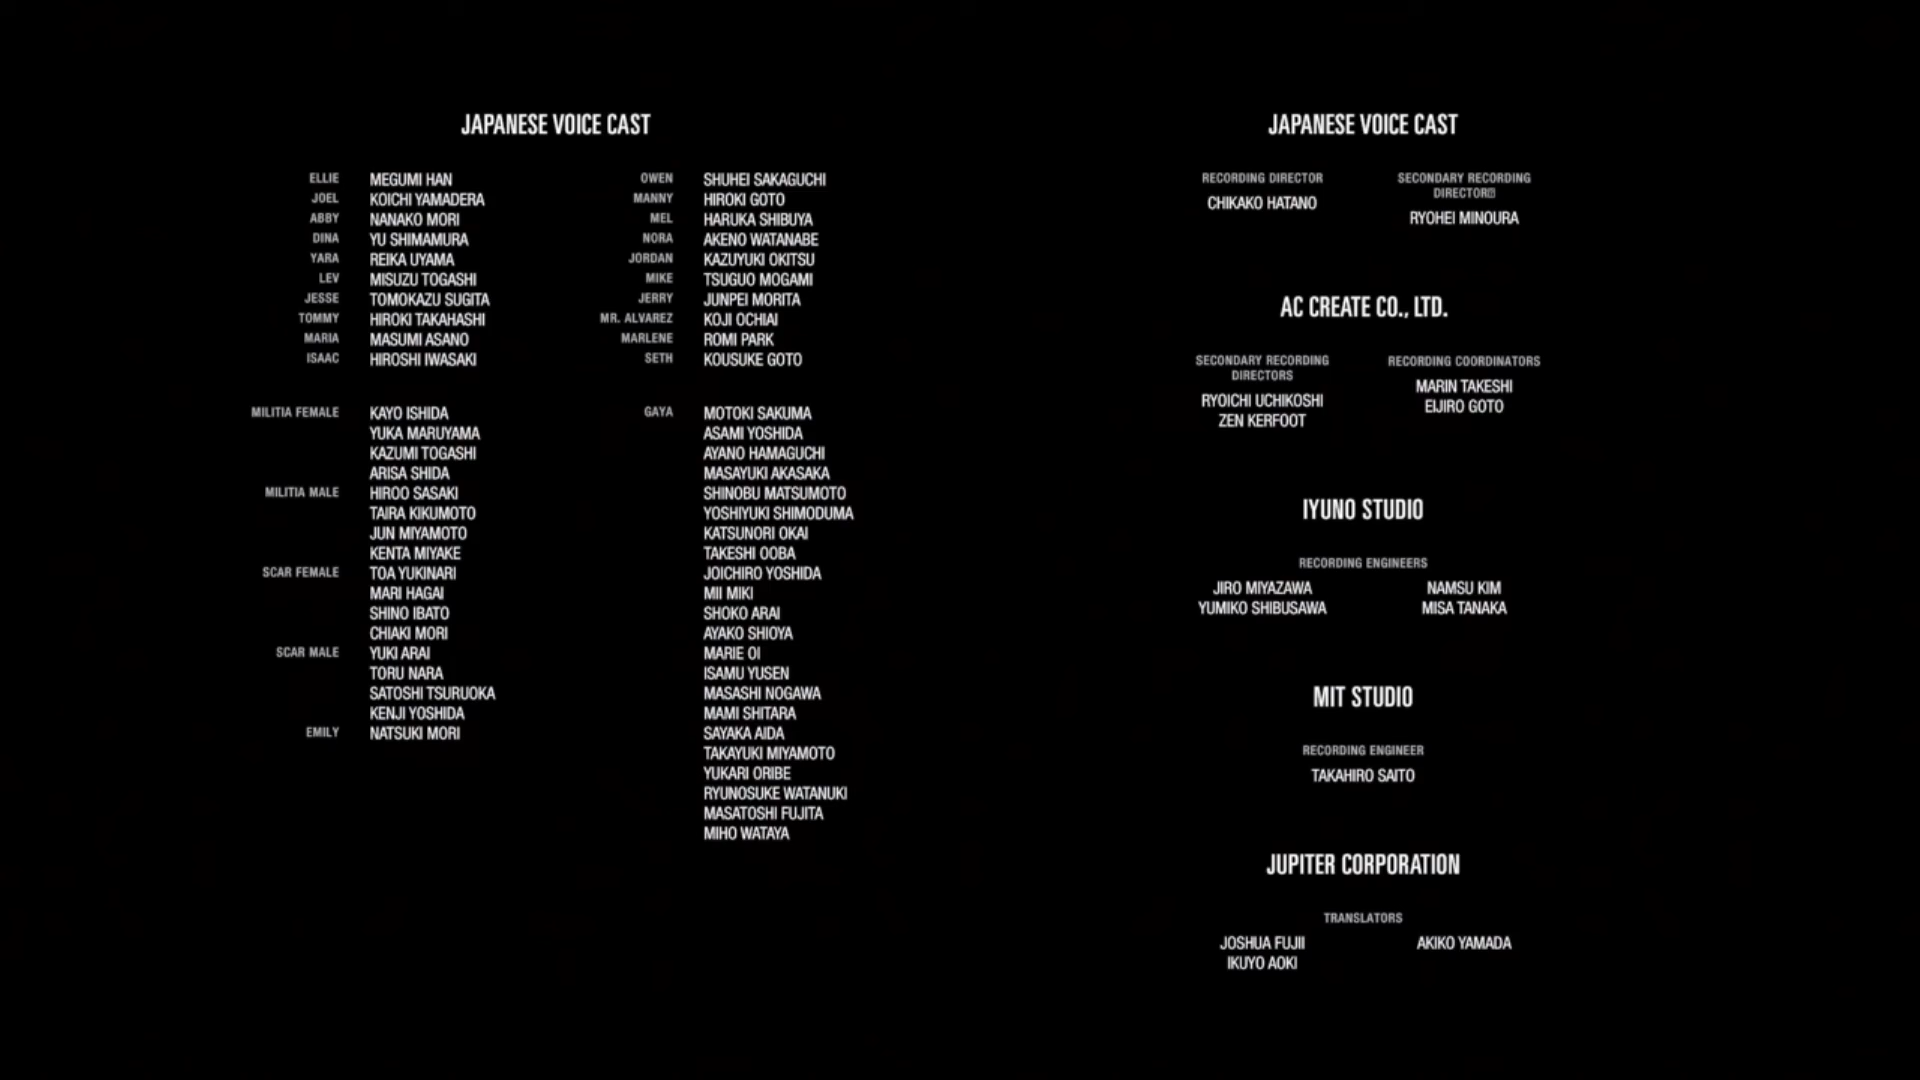 JAPANESE VOICE CAST
ELLIE MEGUMI HAN
JOEL KOICHI YAMADERA
ABBY NANAKO MORI
DINA YU SHIMAMURA
YARA REIKA UYAMA
LEV MISUZU TOGASHI
JESSE TOMOKAZU SUGITA
TOMMY HIROKI TAKAHASHI
MARIA MASUMI ASANO
ISAAC HIROSHI IWASAKI
MILITIA FEMALE KAYO ISHIDA
YUKA MARUYAMA
KAZUMI TOGASHI
ARISA SHIDA
MILITIA MALE HIROO SASAKI
TAIRA KIKUMOTO
JUN MIYAMOTO
KENTA MIYAKE
SCAR FEMALE TOA YUKINARI
MARI HAGAI
SHINO IBATO
CHIAKI MORI
SCAR MALE YUKI ARAI
TORU NARA
SATOSHI TSURUOKA
KENJI YOSHIDA
EMILY NATSUKI MORI
OWEN SHUHEI SAKAGUCHI
MANNY HIROKI GOTO
MEL HARUKA SHIBUYA
NORA AKENO WATANABE
JORDAN KAZUYUKI OKITSU
MIKE TSUGUO MOGAMI
JERRY JUNPEI MORITA
MR. ALVAREZ KOJI OCHIAI
MARLENE ROMI PARK
SETH KOUSUKE GOTO
GAYA MOTOKI SAKUMA
ASAMI YOSHIDA
AYANO HAMAGUCHI
MASAYUKI AKASAKA
SHINOBU MATSUMOTO
YOSHIYUKI SHIMODUMA
KATSUNORI OKAI
TAKESHI OOBA
JOICHIRO YOSHIDA
MII MIKI
SHOKO ARAI
AYAKO SHIOYA
MARIE OI
ISAMU YUSEN
MASASHI NOGAWA
MAMI SHITARA
SAYAKA AIDA
TAKAYUKI MIYAMOTO
YUKARI ORIBE
RYUNOSUKE WATANUKI
MASATOSHI FUJITA
MIHO WATAYA
JAPANESE VOICE CAST
RECORDING DIRECTOR
CHIKAKO HATANO
SECONDARY RECORDING
DIRECTOR
RYOHEI MINOURA
AC CREATE CO., LTD.
SECONDARY RECORDING
DIRECTORS
RYOICHI UCHIKOSHI
ZEN KERFOOT
RECORDING COORDINATORS
MARIN TAKESHI
EIJIRO GOTO
IYUNO STUDIO
RECORDING ENGINEERS
JIRO MIYAZAWA
YUMIKO SHIBUSAWA
NAMSU KIM
MISA TANAKA
MIT STUDIO
RECORDING ENGINEER
TAKAHIRO SAITO
JUPITER CORPORATION
TRANSLATORS
JOSHUA FUJII
IKUYO AOKI
AKIKO YAMADA